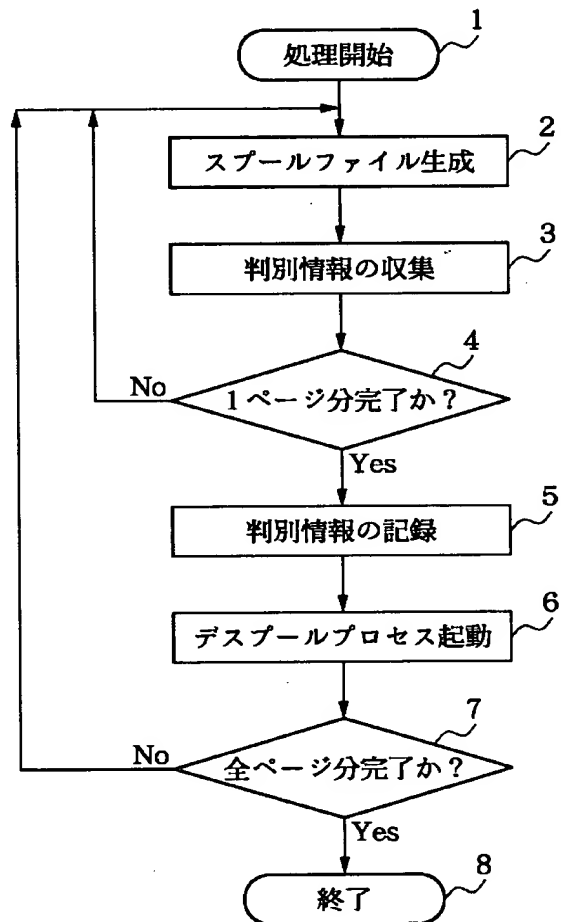 処理開始
1
スプールファイル生成
2
判別情報の収集
3
1ページ分完了か?
4
No
Yes
判別情報の記録
5
デスプールプロセス起動
6
全ページ分完了か?
7
No
Yes
終了
8